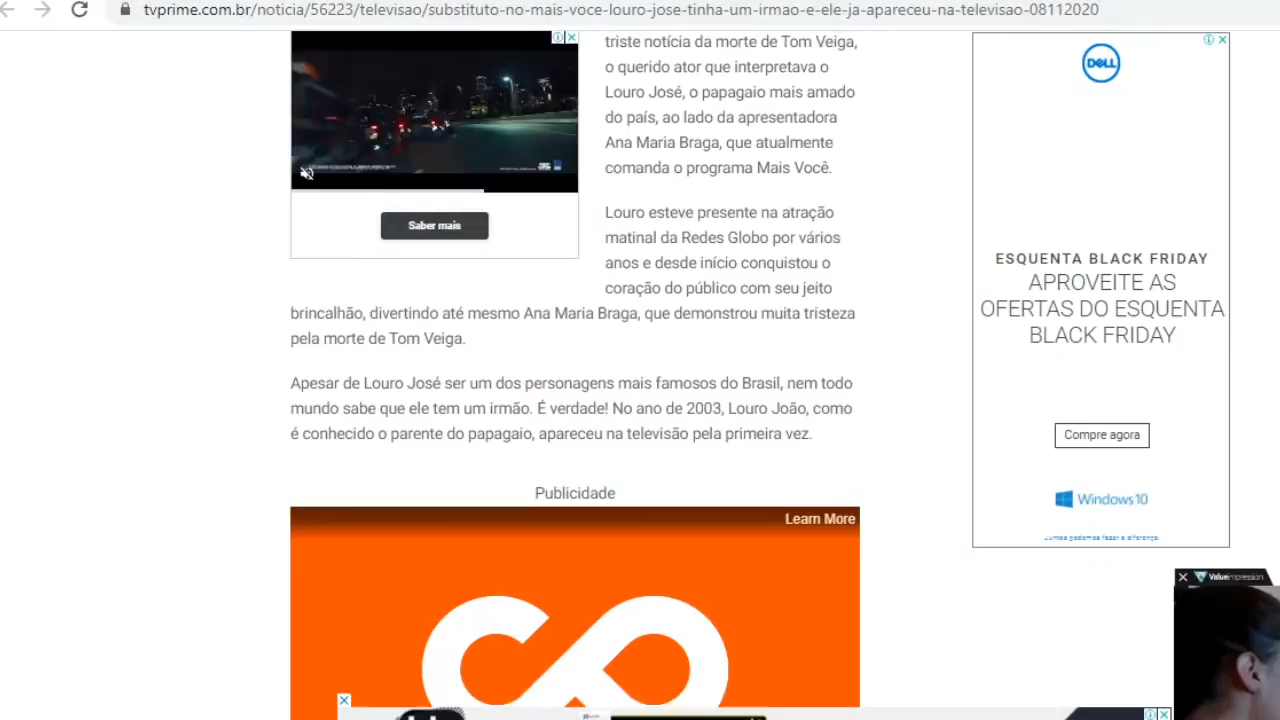 tvprime.com.br/noticia/56223/televisao/substituto-no-mais-voce-louro-jose-tinha-um-irmao-e-ele-ja-apareceu-na-televisao-08112020
triste notícia da morte de Tom Veiga,
o querido ator que interpretava o
Louro José, o papagaio mais amado
do país, ao lado da apresentadora
Ana Maria Braga, que atualmente
comanda o programa Mais Você.
Saber mais
Louro esteve presente na atração
matinal da Redes Globo por vários
anos e desde início conquistou o
coração do público com seu jeito
brincalhão, divertindo até mesmo Ana Maria Braga, que demonstrou muita tristeza
pela morte de Tom Veiga.
Apesar de Louro José ser um dos personagens mais famosos do Brasil, nem todo
mundo sabe que ele tem um irmão. É verdade! No ano de 2003, Louro João, como
é conhecido o parente do papagaio, apareceu na televisão pela primeira vez.
Publicidade
Learn More
DELL
ESQUENTA BLACK FRIDAY
APROVEITE AS
OFERTAS DO ESQUENTA
BLACK FRIDAY
Compre agora
Windows 10
Juntos podemos fazer a diferença.
ValueImpression